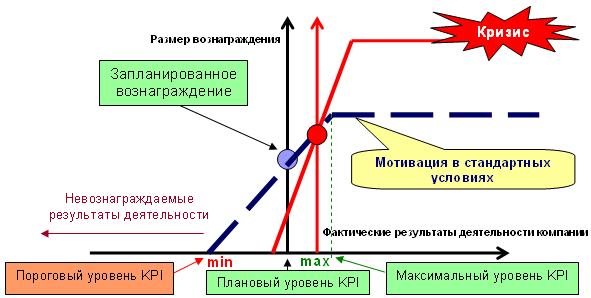 Размер вознаграждения
Кризис
Запланированное
вознаграждение
Мотивация в стандартных
условиях
Невознаграждаемые
результаты деятельности
Фактические результаты деятельности компании
min
max
Пороговый уровень KPI
Плановый уровень KPI
Максимальный уровень KPI